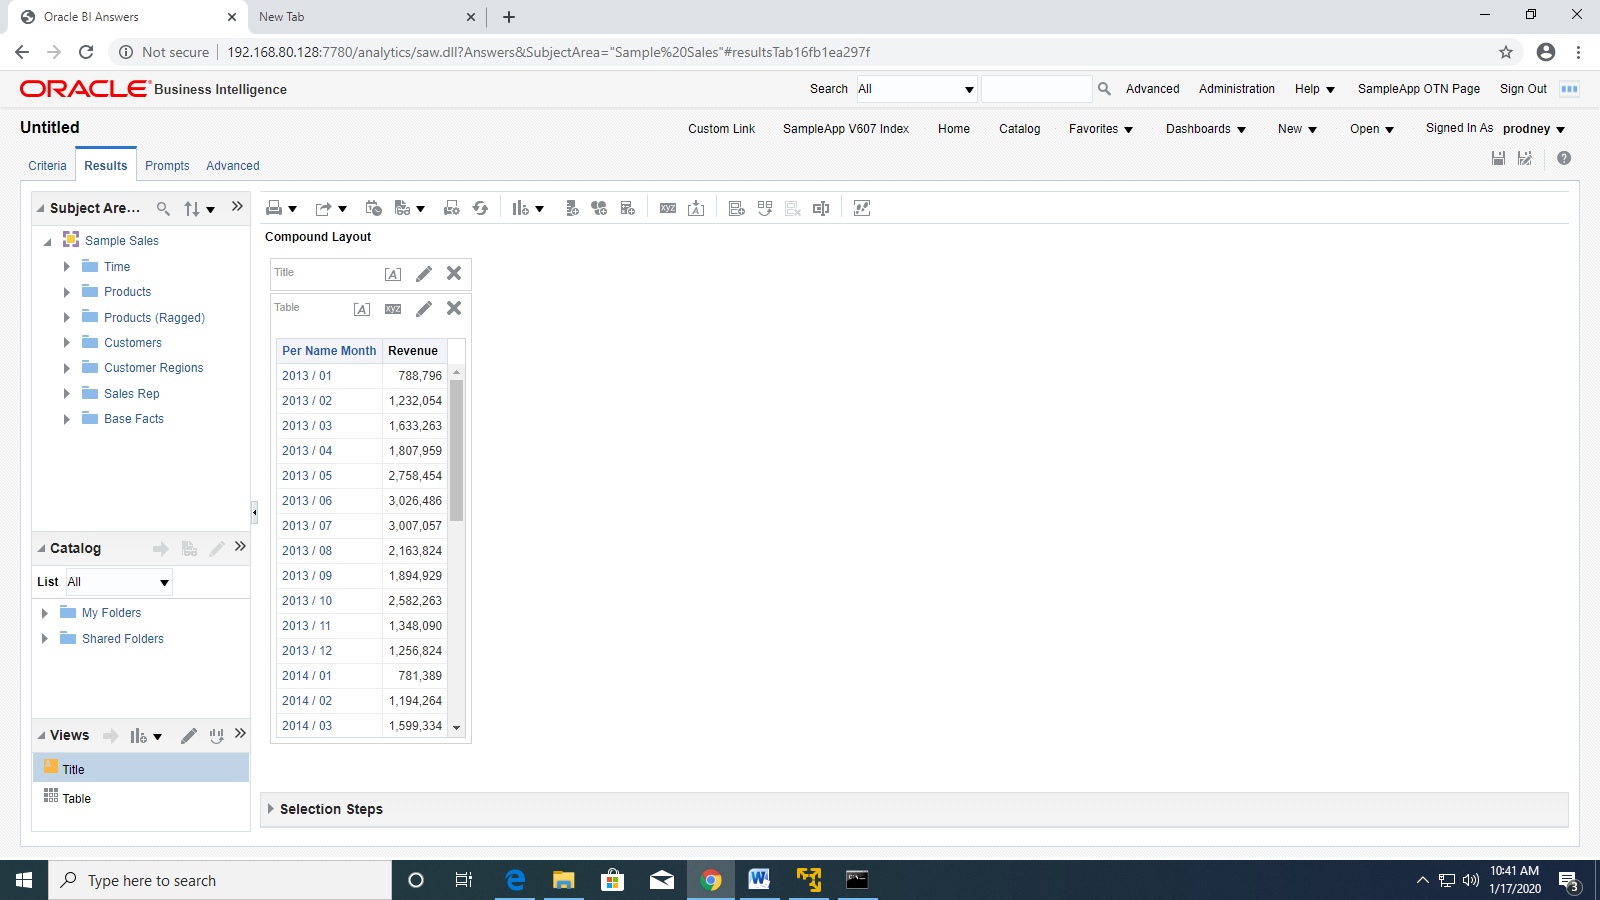 Oracle BI Answers
New Tab
Not secure
192.168.80.128:7780/analytics/saw.dll?Answers&SubjectArea="Sample%20Sales"#resultsTab16fb1ea297f
ORACLE Business Intelligence
Search All
Advanced
Administration
Help
SampleApp OTN Page
Sign Out
Untitled
Custom Link
SampleApp V607 Index
Home
Catalog
Favorites
Dashboards
New
Open
Signed In As prodney
Criteria
Results
Prompts
Advanced
Subject Are...
Sample Sales
Time
Products
Products (Ragged)
Customers
Customer Regions
Sales Rep
Base Facts
Catalog
List All
My Folders
Shared Folders
Views
Title
Table
Compound Layout
Title
Table
Per Name Month Revenue
2013 / 01 788,796
2013 / 02 1,232,054
2013 / 03 1,633,263
2013 / 04 1,807,959
2013 / 05 2,758,454
2013 / 06 3,026,486
2013 / 07 3,007,057
2013 / 08 2,163,824
2013 / 09 1,894,929
2013 / 10 2,582,263
2013 / 11 1,348,090
2013 / 12 1,256,824
2014 / 01 781,389
2014 / 02 1,194,264
2014 / 03 1,599,334
Selection Steps
Type here to search
10:41 AM
1/17/2020
3